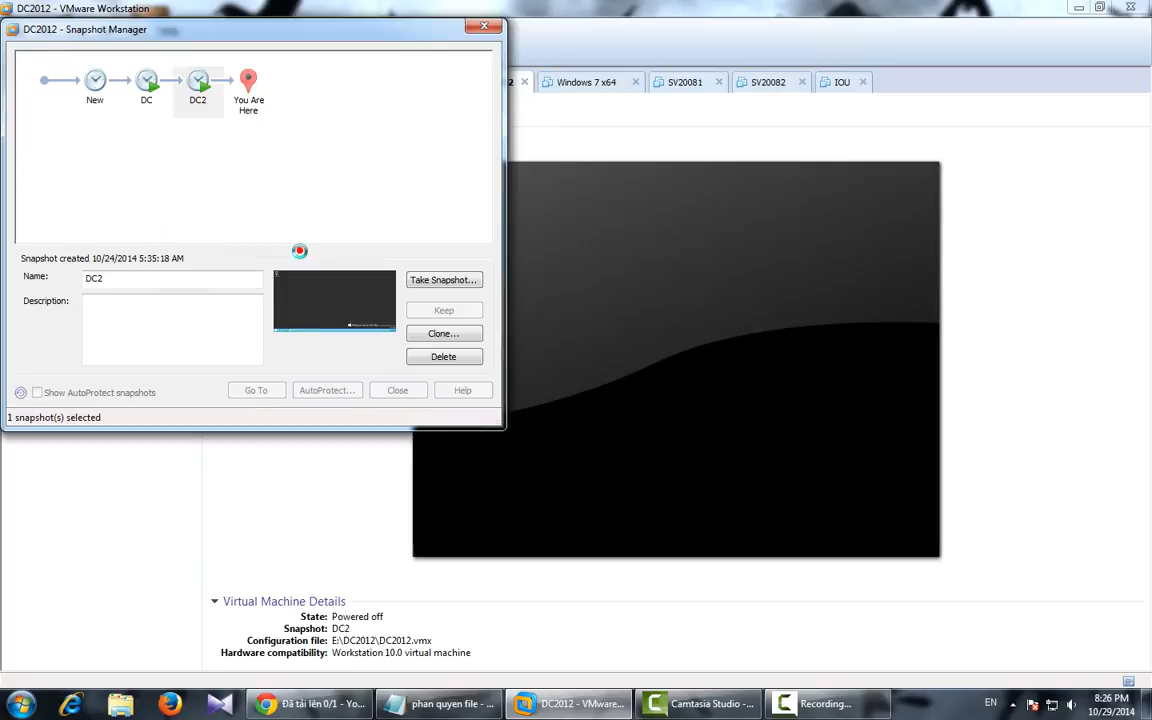 DC2012 - VMware Workstation
DC2012 - Snapshot Manager
New
DC
DC2
You Are
Here
2
Windows 7 x64
SV20081
SV20082
IOU
Snapshot created 10/24/2014 5:35:18 AM
Name:
DC2
Description:
Take Snapshot...
Keep
Clone...
Delete
Show AutoProtect snapshots
Go To
AutoProtect...
Close
Help
1 snapshot(s) selected
Virtual Machine Details
State: Powered off
Snapshot: DC2
Configuration file: E:\DC2012\DC2012.vmx
Hardware compatibility: Workstation 10.0 virtual machine
Đã tải lên 0/1 - Yo...
phan quyen file - ...
DC2012 - VMware...
Camtasia Studio -...
Recording...
EN
8:26 PM
10/29/2014